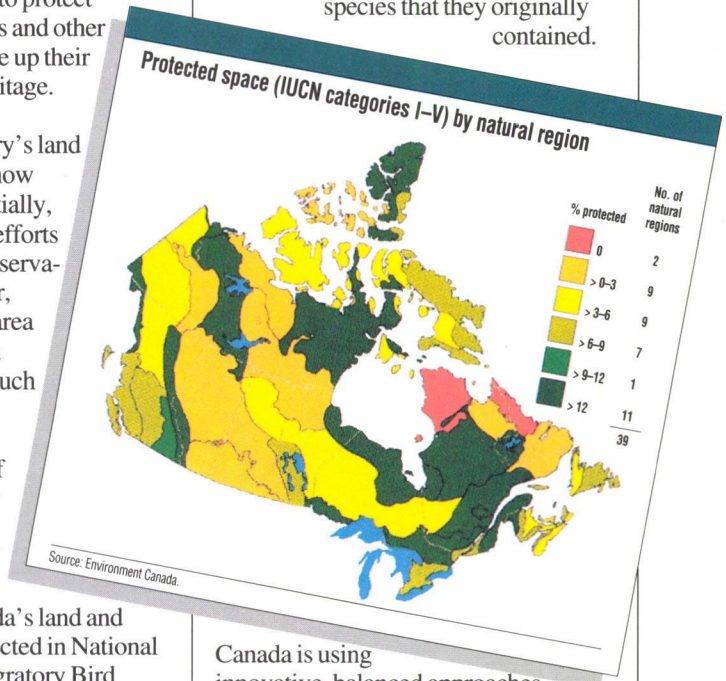 to protect
s and other
e up their
itage.
ry's land
now
tially,
efforts
serva-
r,
area
uch
f
da's land and
cted in National
gratory Bird
species that they originally
contained.
Protected space (IUCN categories I–V) by natural region
% protected No. of natural regions
0 2
> 0–3 9
> 3–6 9
> 6–9 7
> 9–12 1
> 12 11
39
Source: Environment Canada.
Canada is using
innovative, balanced approaches